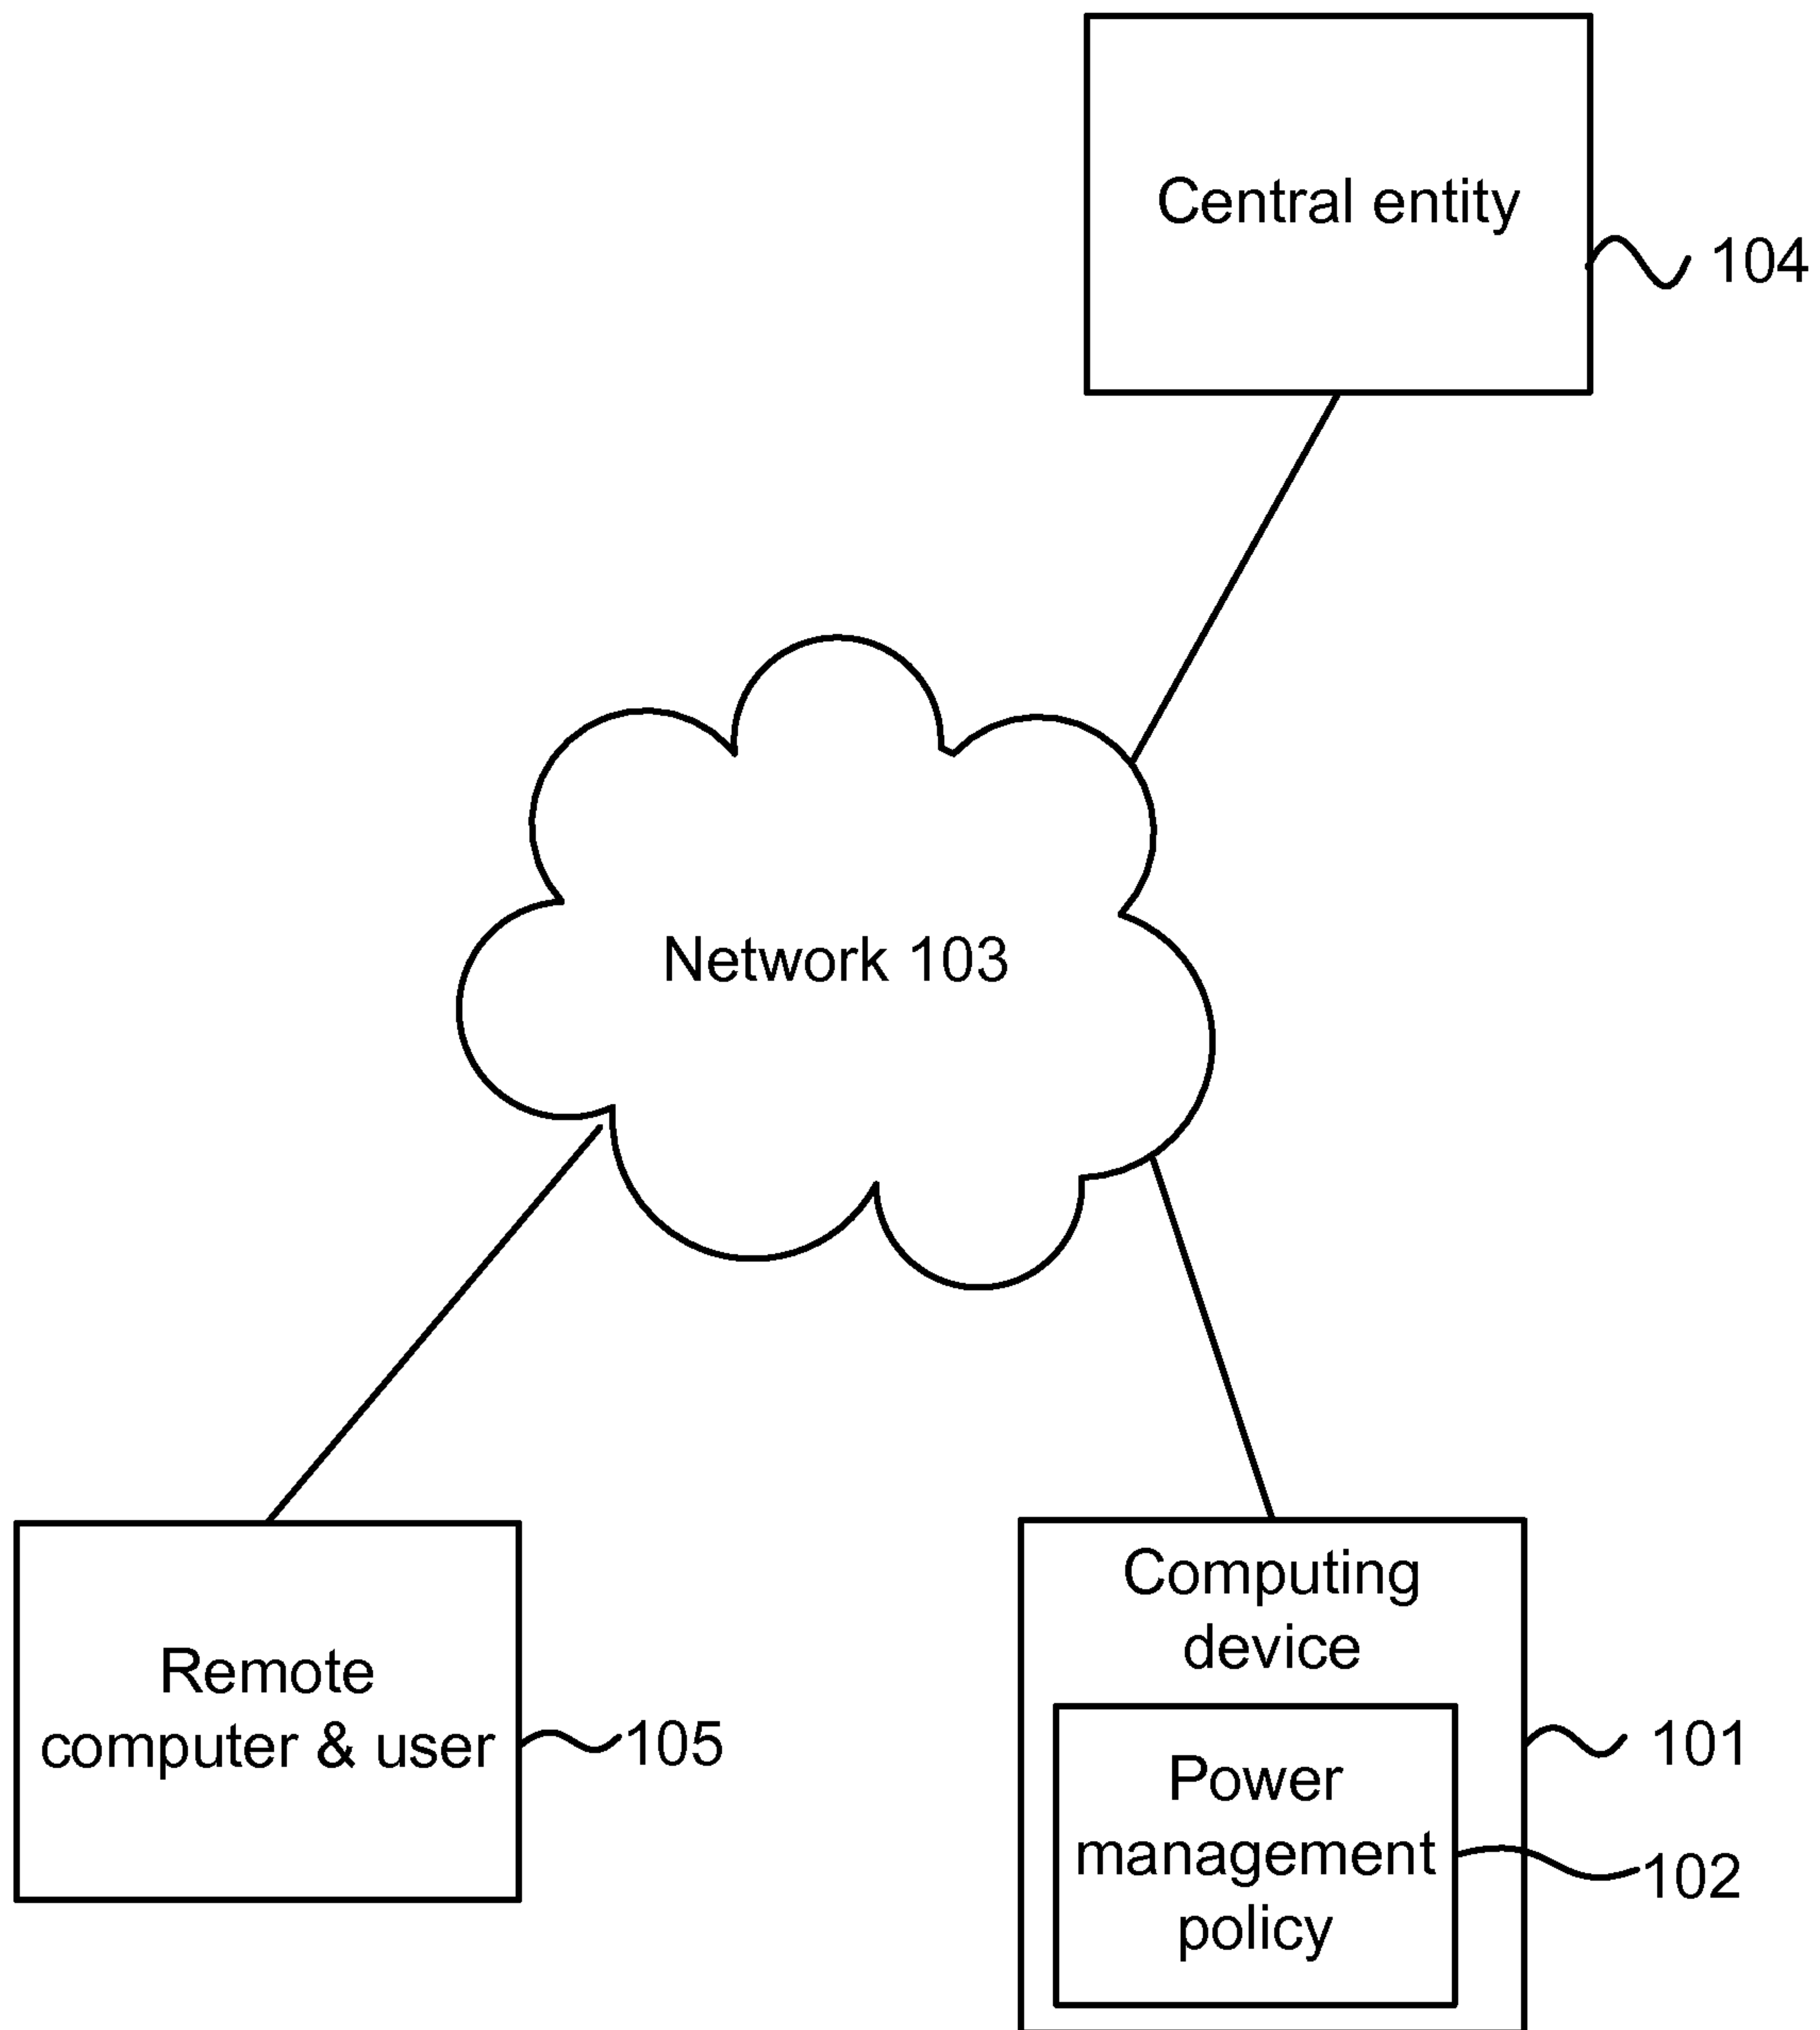 Central entity
104
Network 103
Remote
computer & user
105
Computing
device
101
Power
management
policy
102